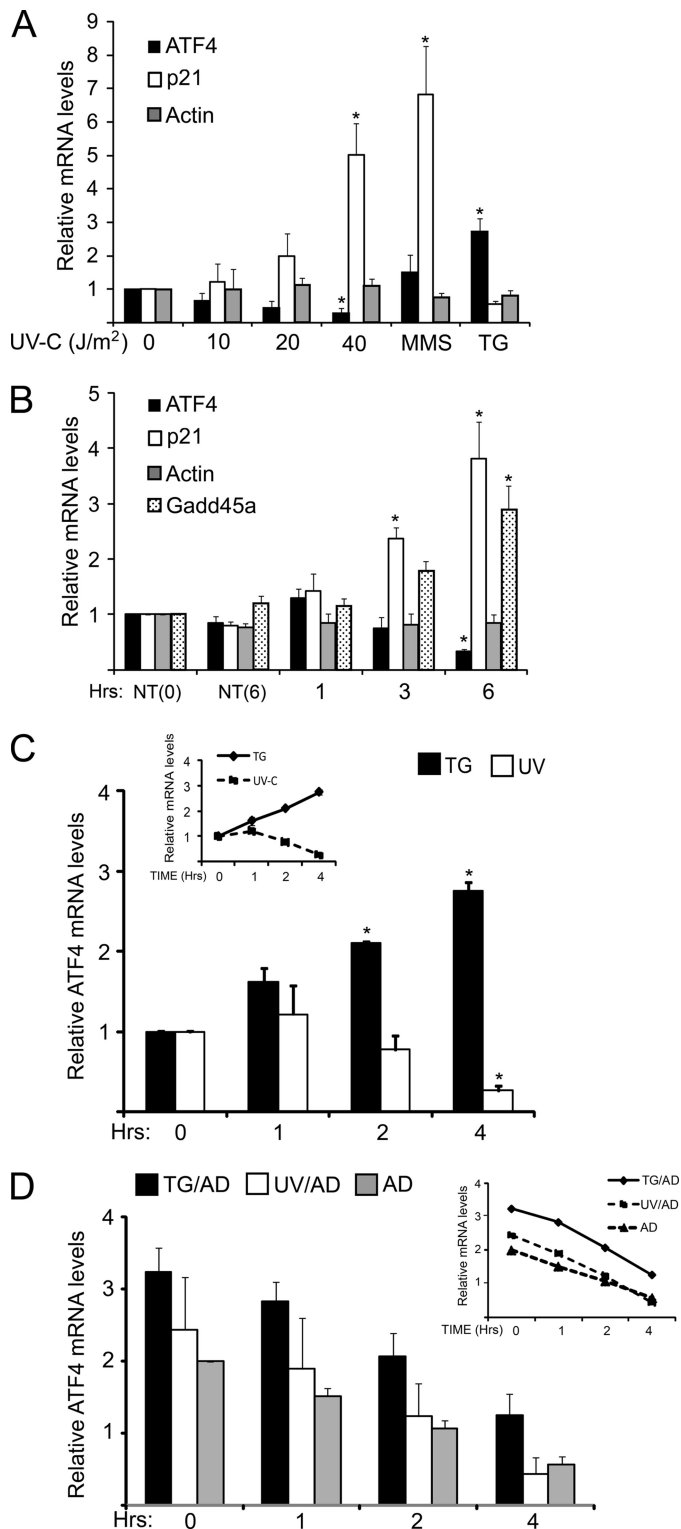 A
Relative mRNA levels
9
8
7
6
5
4
3
2
1
ATF4
p21
Actin
*
*
*
*
UV-C (J/m²) 0 10 20 40 MMS TG
B
Relative mRNA levels
5
4
3
2
1
ATF4
p21
Actin
Gadd45a
*
*
*
*
Hrs: NT(0) NT(6) 1 3 6
C
TG UV
Relative ATF4 mRNA levels
4
3
2
1
Relative mRNA levels
4
3
2
1
TG
UV-C
TIME (Hrs) 0 1 2 4
*
*
*
Hrs: 0 1 2 4
D
TG/AD UV/AD AD
Relative ATF4 mRNA levels
4
3
2
1
Relative mRNA levels
4
3
2
1
TG/AD
UV/AD
AD
TIME (Hrs) 0 1 2 4
Hrs: 0 1 2 4